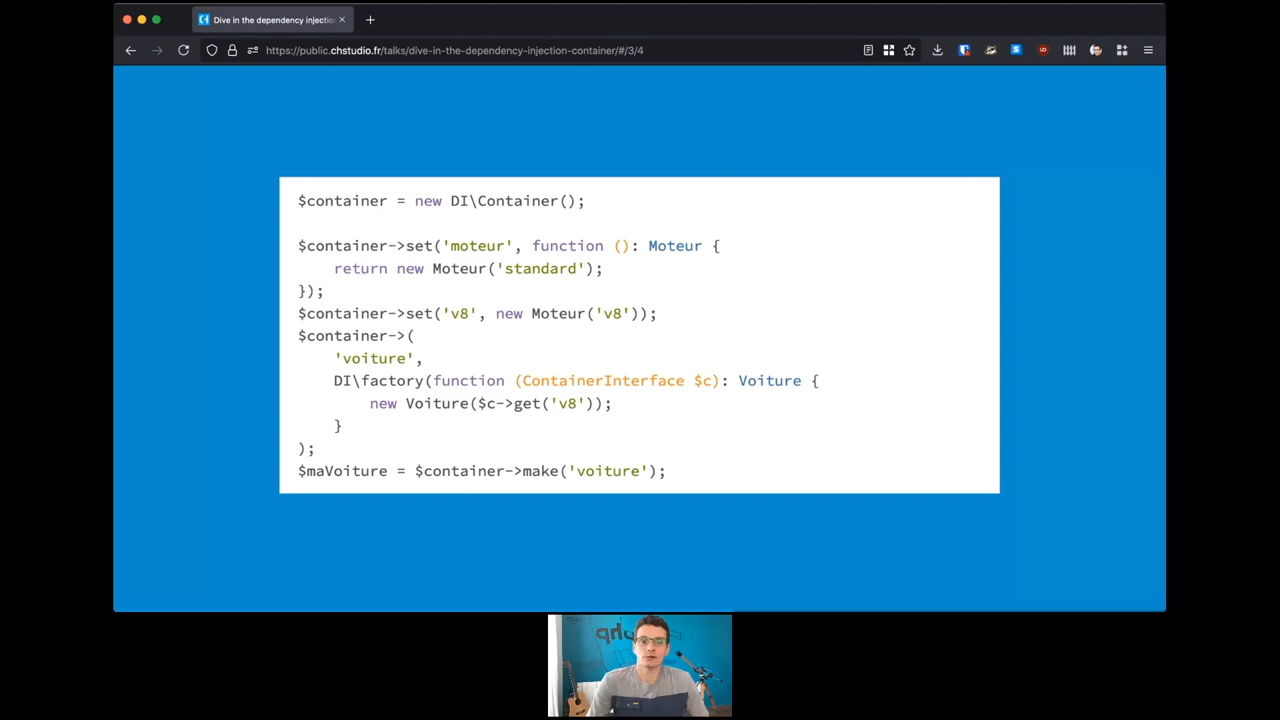 Dive in the dependency injectio
https://public.chstudio.fr/talks/dive-in-the-dependency-injection-container/#/3/4
$container = new DI\Container();
$container->set('moteur', function (): Moteur {
return new Moteur('standard');
});
$container->set('v8', new Moteur('v8'));
$container->(
'voiture',
DI\factory(function (ContainerInterface $c): Voiture {
new Voiture($c->get('v8'));
}
);
$maVoiture = $container->make('voiture');
php